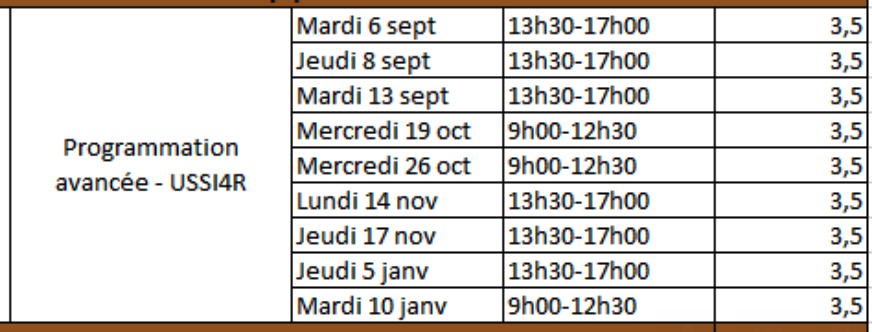 Programmation
avancée - USSI4R
Mardi 6 sept 13h30-17h00 3,5
Jeudi 8 sept 13h30-17h00 3,5
Mardi 13 sept 13h30-17h00 3,5
Mercredi 19 oct 9h00-12h30 3,5
Mercredi 26 oct 9h00-12h30 3,5
Lundi 14 nov 13h30-17h00 3,5
Jeudi 17 nov 13h30-17h00 3,5
Jeudi 5 janv 13h30-17h00 3,5
Mardi 10 janv 9h00-12h30 3,5